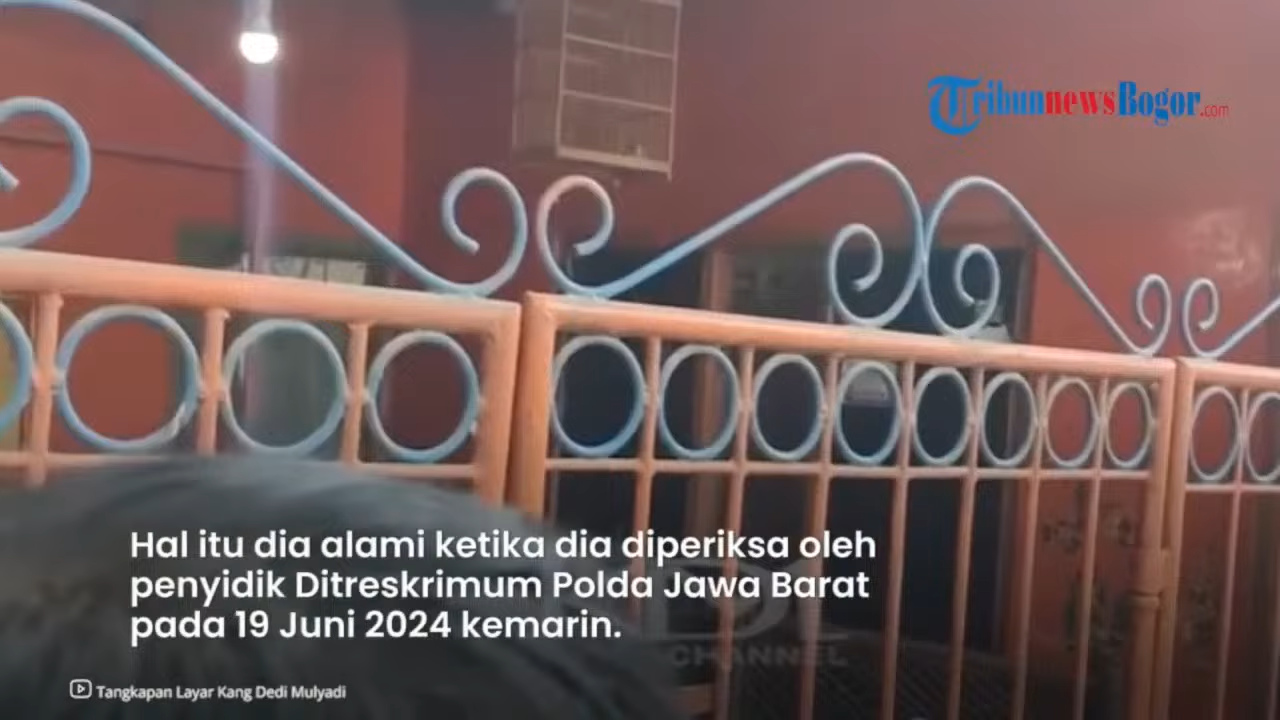 TribunnewsBogor.com
Hal itu dia alami ketika dia diperiksa oleh
penyidik Ditreskrimum Polda Jawa Barat
pada 19 Juni 2024 kemarin.
CHANNEL
Tangkapan Layar Kang Dedi Mulyadi